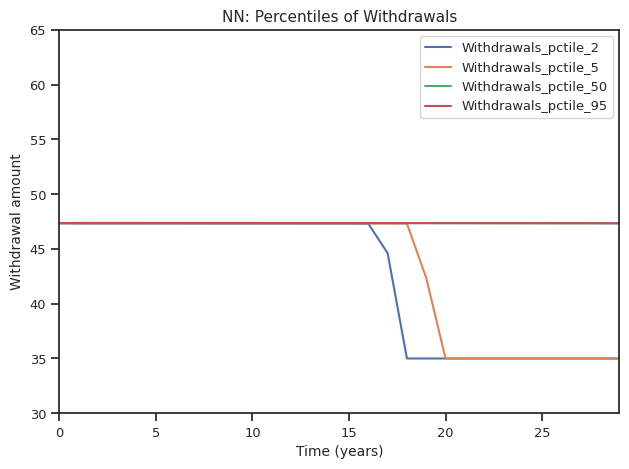 NN: Percentiles of Withdrawals
Withdrawals_pctile_2
Withdrawals_pctile_5
Withdrawals_pctile_50
Withdrawals_pctile_95
Withdrawal amount
65
60
55
50
45
40
35
30
0 5 10 15 20 25
Time (years)